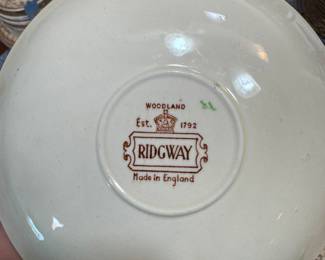 WOODLAND
Est. 1792
RIDGWAY
Made in England